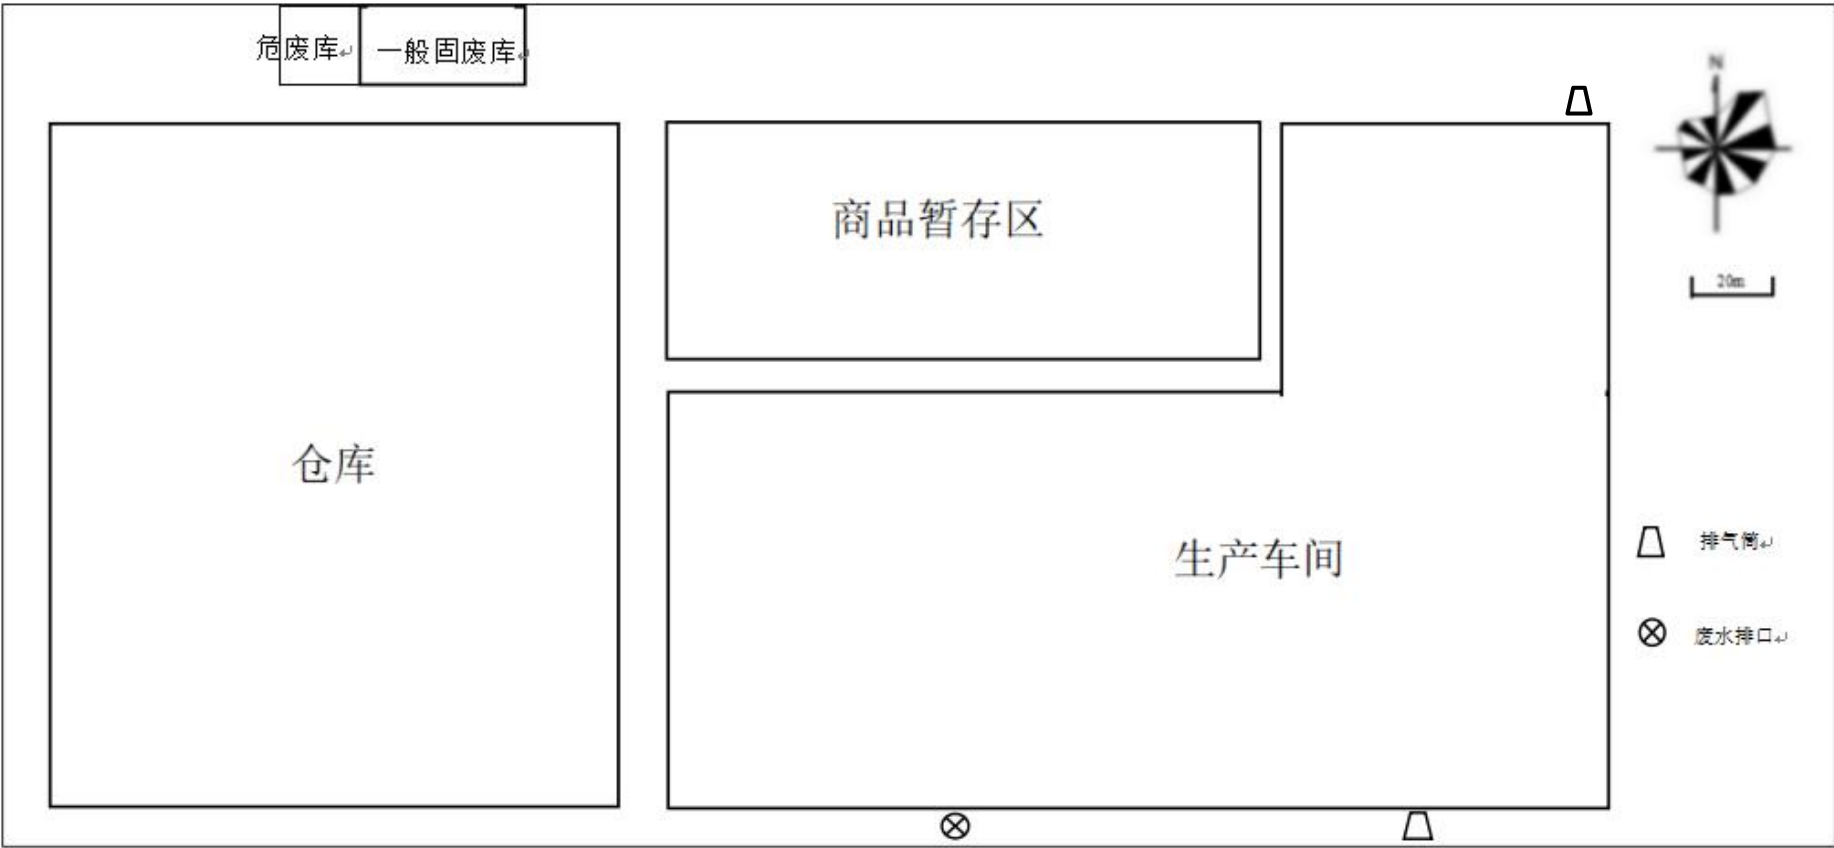 危废库
一般固废库
N
商品暂存区
20m
仓库
排气筒
生产车间
废水排口